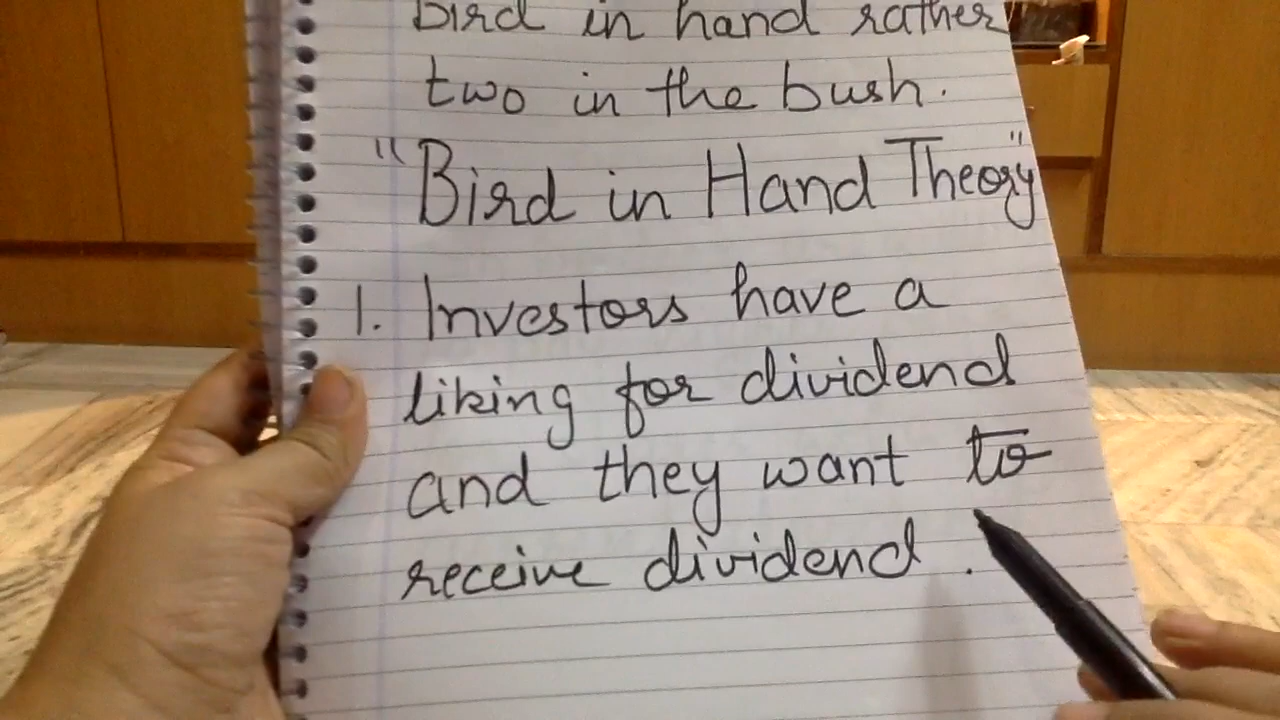 Bird in hand rather
two in the bush.
"Bird in Hand Theory"
1. Investors have a
liking for dividend
and they want to
receive dividend.